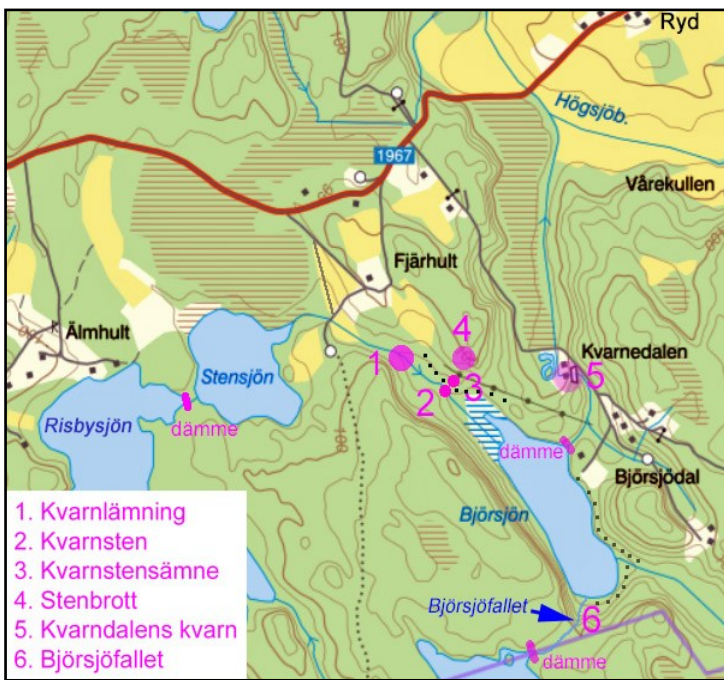 Ryd
Högsjöb.
1967
Vårekullen
Fjärhult
Älmhult
Stensjön
Risbysjön
dämme
1
2
3
4
5
Kvarnedalen
dämme
Björsjödal
Björsjön
Björsjöfallet
6
dämme
1. Kvarnlämning
2. Kvarnsten
3. Kvarnstensämne
4. Stenbrott
5. Kvarndalens kvarn
6. Björsjöfallet
100